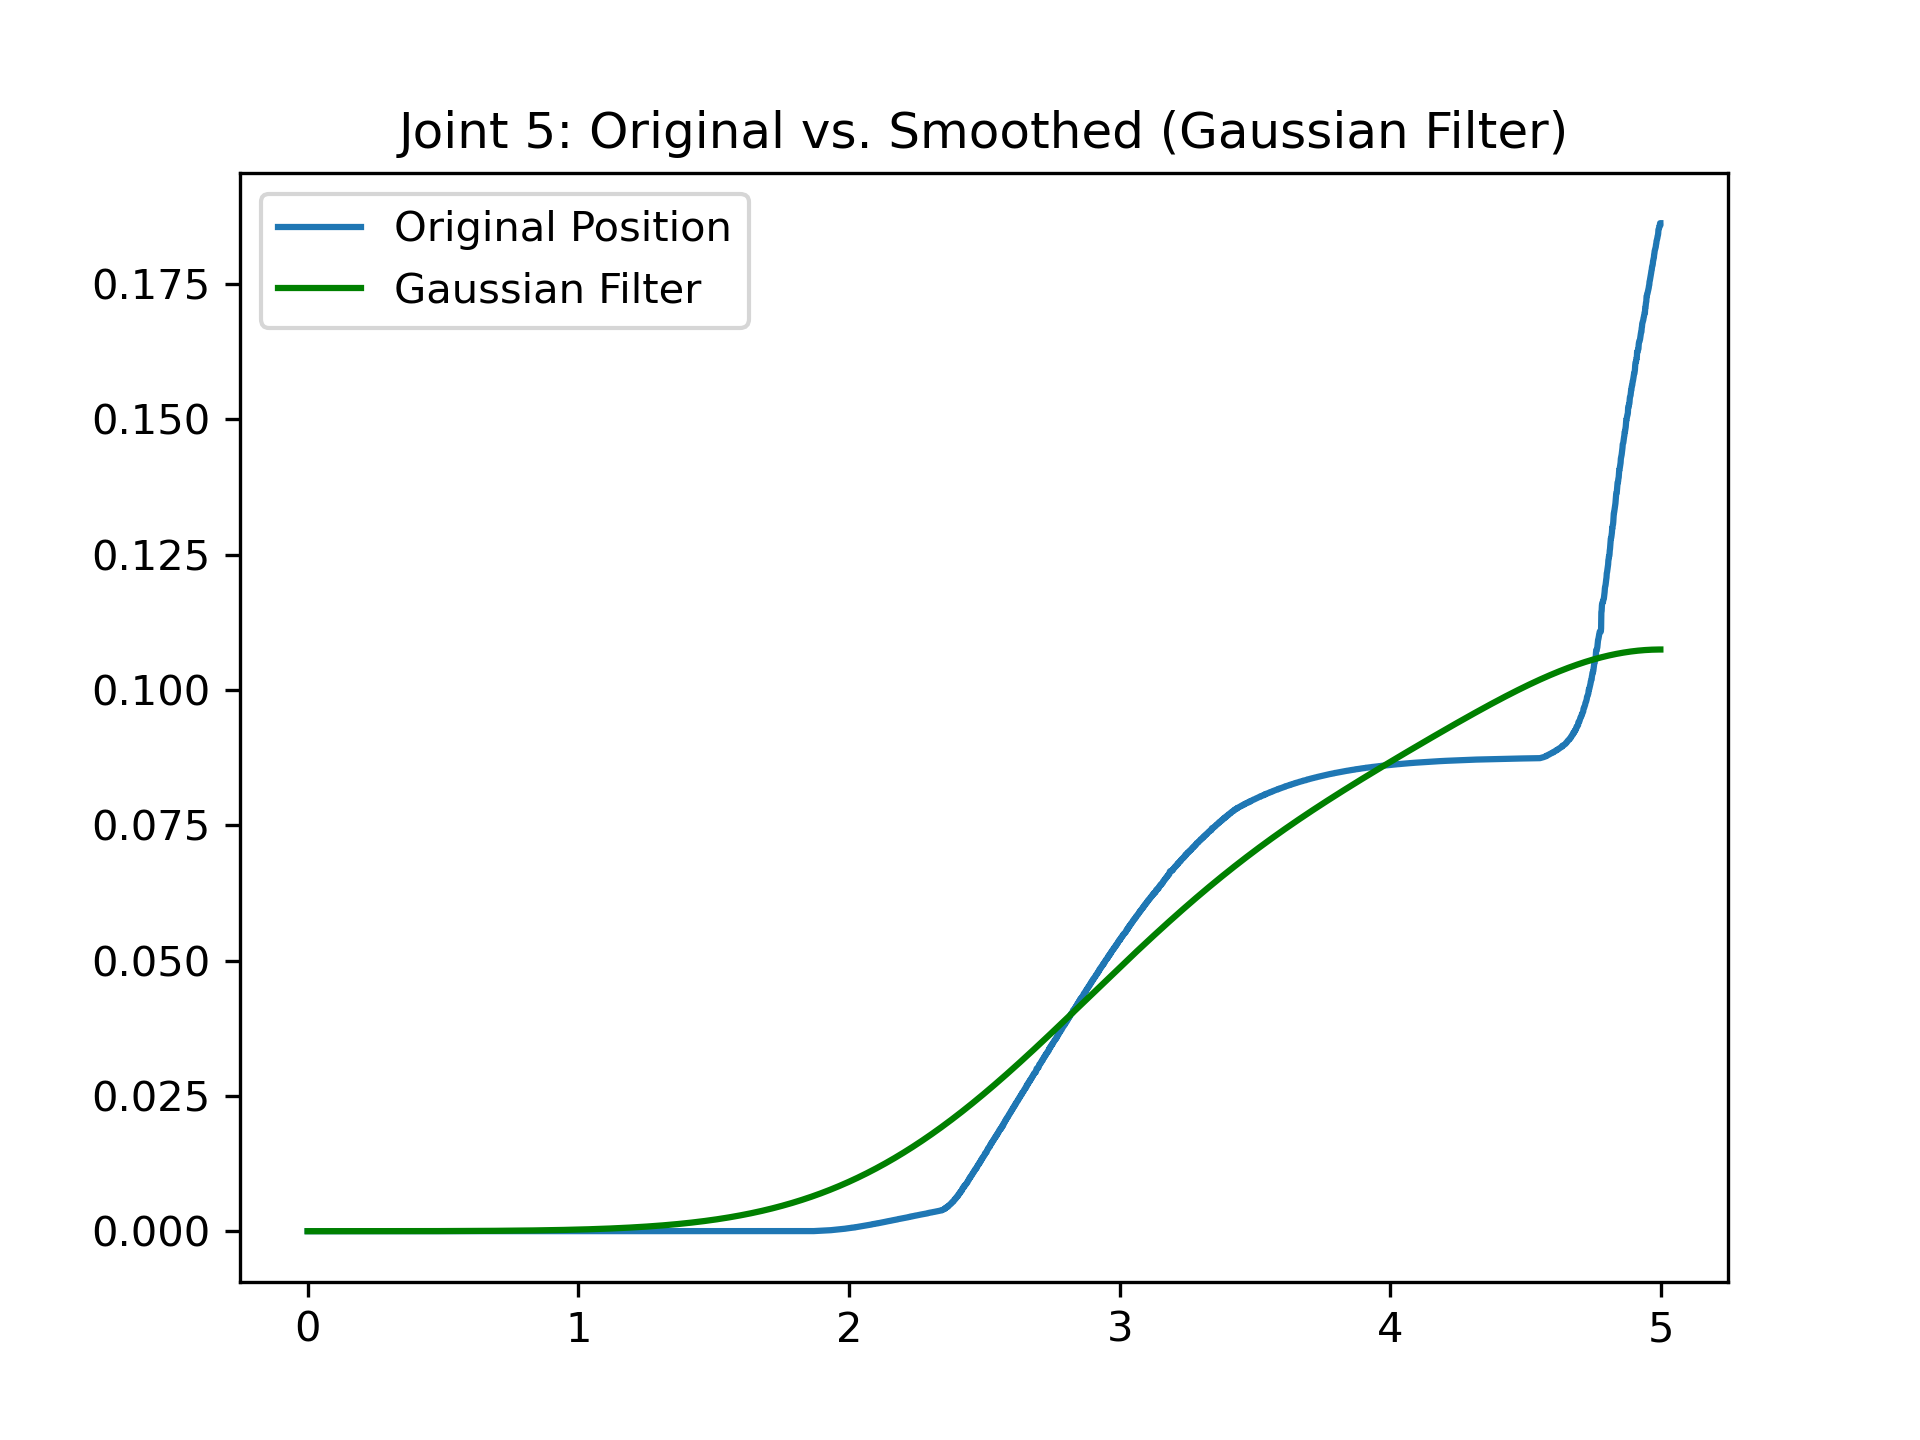 Joint 5: Original vs. Smoothed (Gaussian Filter)
Original Position
Gaussian Filter
0.175
0.150
0.125
0.100
0.075
0.050
0.025
0.000
0 1 2 3 4 5